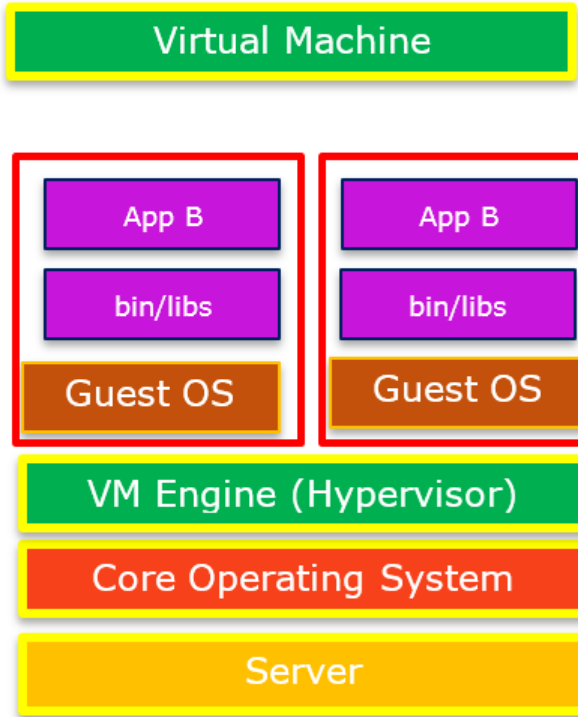 Virtual Machine
App B
App B
bin/libs
bin/libs
Guest OS
Guest OS
VM Engine (Hypervisor)
Core Operating System
Server